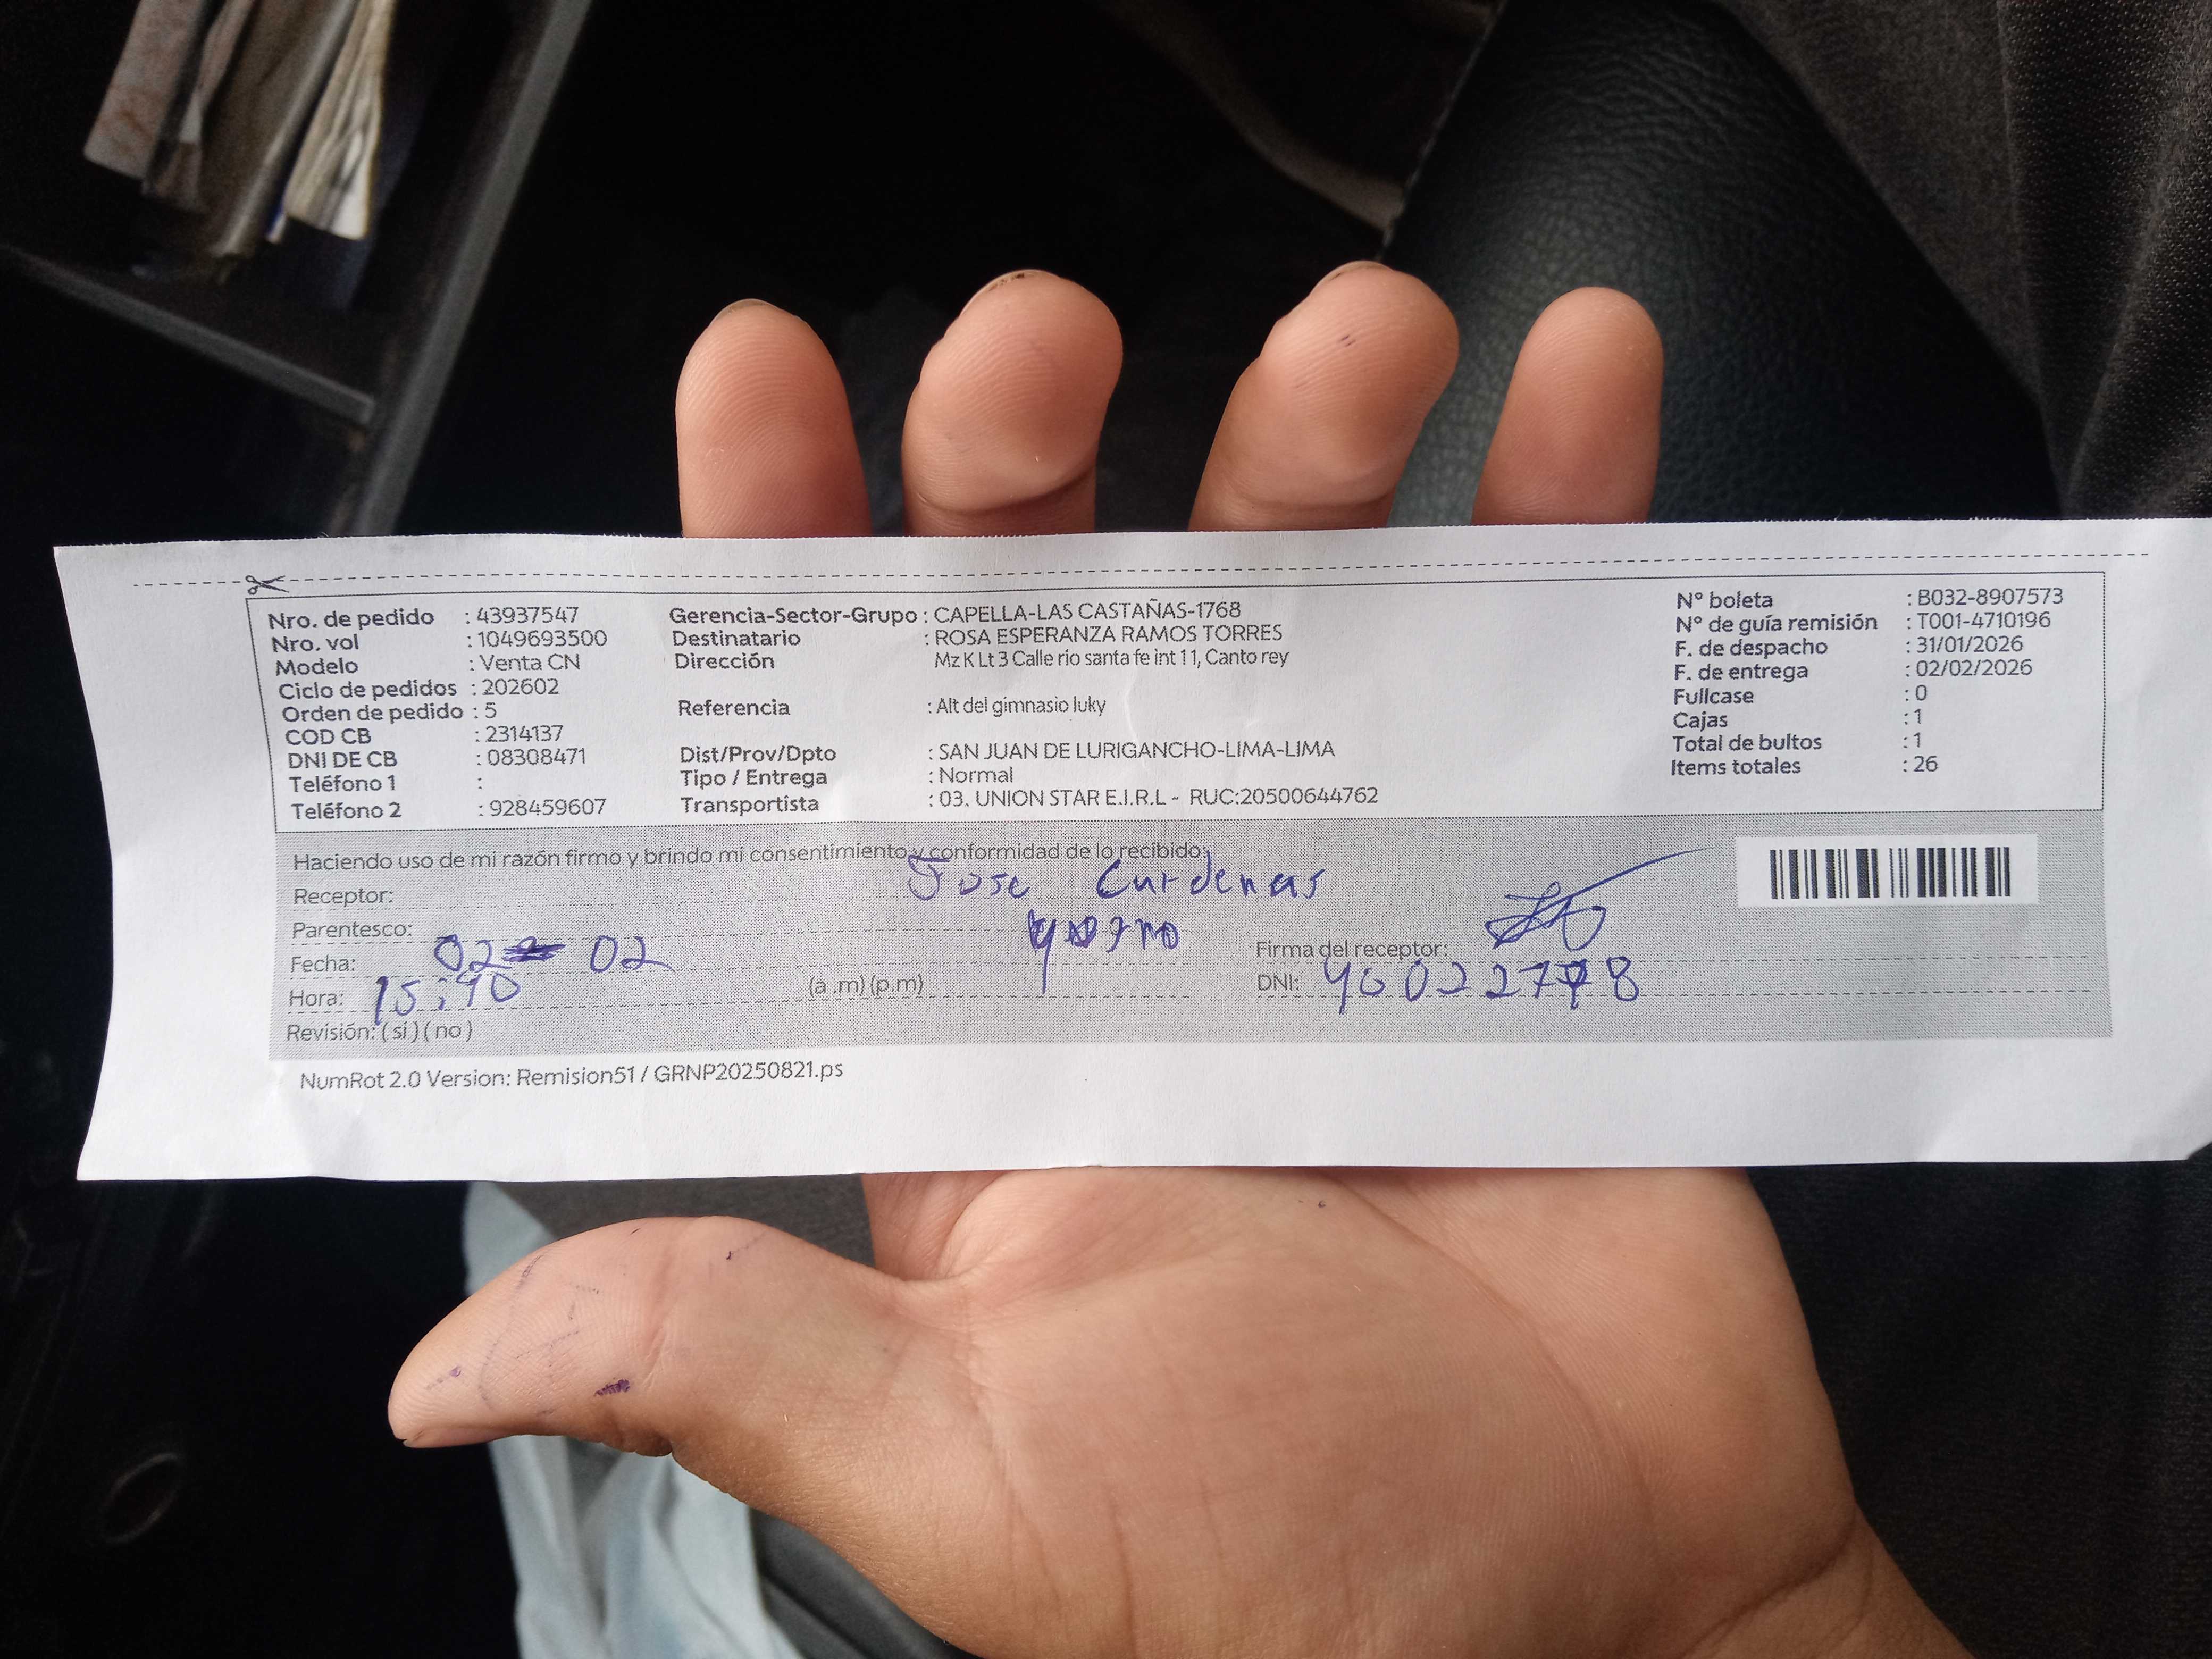 Nro. de pedido : 43937547
Nro. vol : 1049693500
Modelo : Venta CN
Ciclo de pedidos : 202602
Orden de pedido : 5
COD CB : 2314137
DNI DE CB : 08308471
Teléfono 1 :
Teléfono 2 : 928459607
Gerencia-Sector-Grupo : CAPELLA-LAS CASTAÑAS-1768
Destinatario : ROSA ESPERANZA RAMOS TORRES
Dirección Mz K Lt 3 Calle rio santa fe int 11, Canto rey
Referencia : Alt del gimnasio luky
Dist/Prov/Dpto : SAN JUAN DE LURIGANCHO-LIMA-LIMA
Tipo / Entrega : Normal
Transportista : 03. UNION STAR E.I.R.L - RUC:20500644762
N° boleta : B032-8907573
N° de guía remisión : T001-4710196
F. de despacho : 31/01/2026
F. de entrega : 02/02/2026
Fullcase : 0
Cajas : 1
Total de bultos : 1
Items totales : 26
Haciendo uso de mi razón firmo y brindo mi consentimiento y conformidad de lo recibido:
Receptor: Jose Curdenas
Parentesco:
Fecha: 02 02
Firma del receptor:
Hora: 15:40 (a .m) (p.m)
DNI:
Revisión: ( si ) ( no )
NumRot 2.0 Version: Remision51 / GRNP20250821.ps